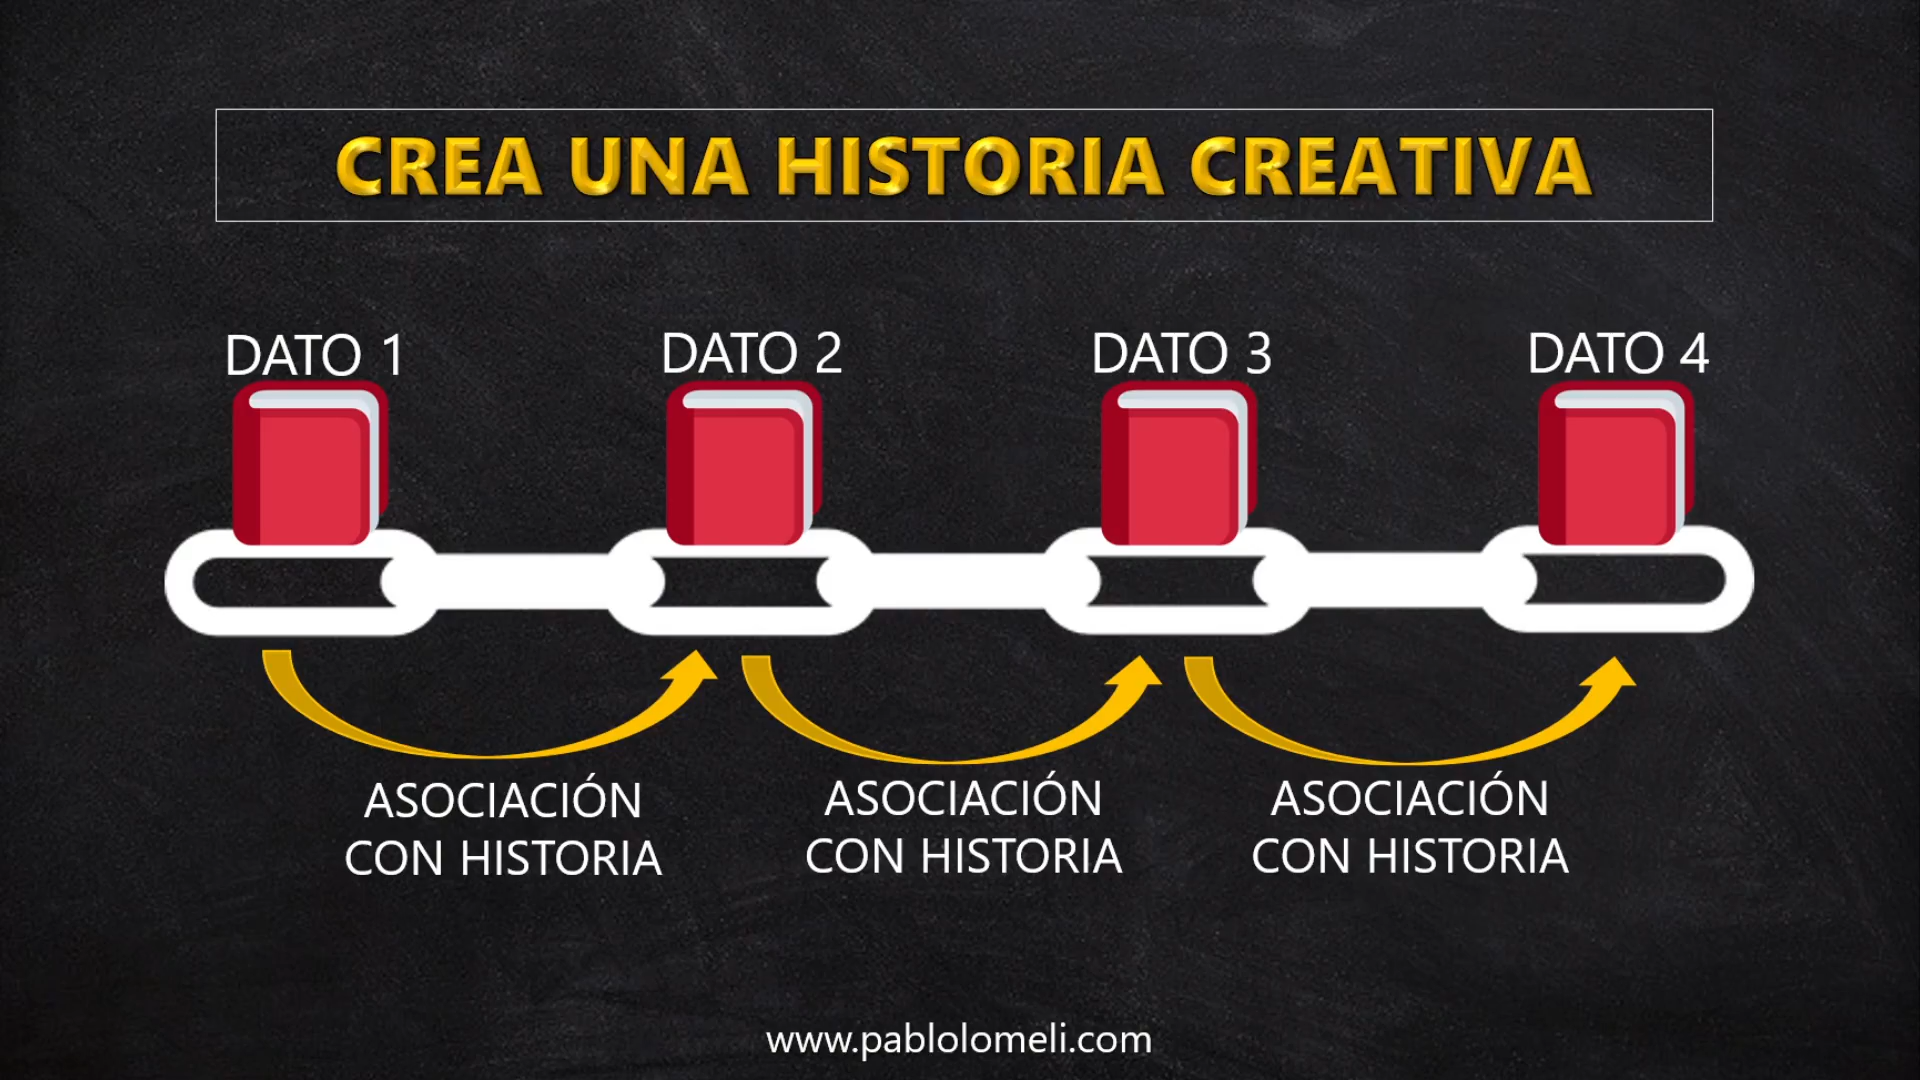 CREA UNA HISTORIA CREATIVA
DATO 1
DATO 2
DATO 3
DATO 4
ASOCIACIÓN
CON HISTORIA
ASOCIACIÓN
CON HISTORIA
ASOCIACIÓN
CON HISTORIA
www.pablolomeli.com